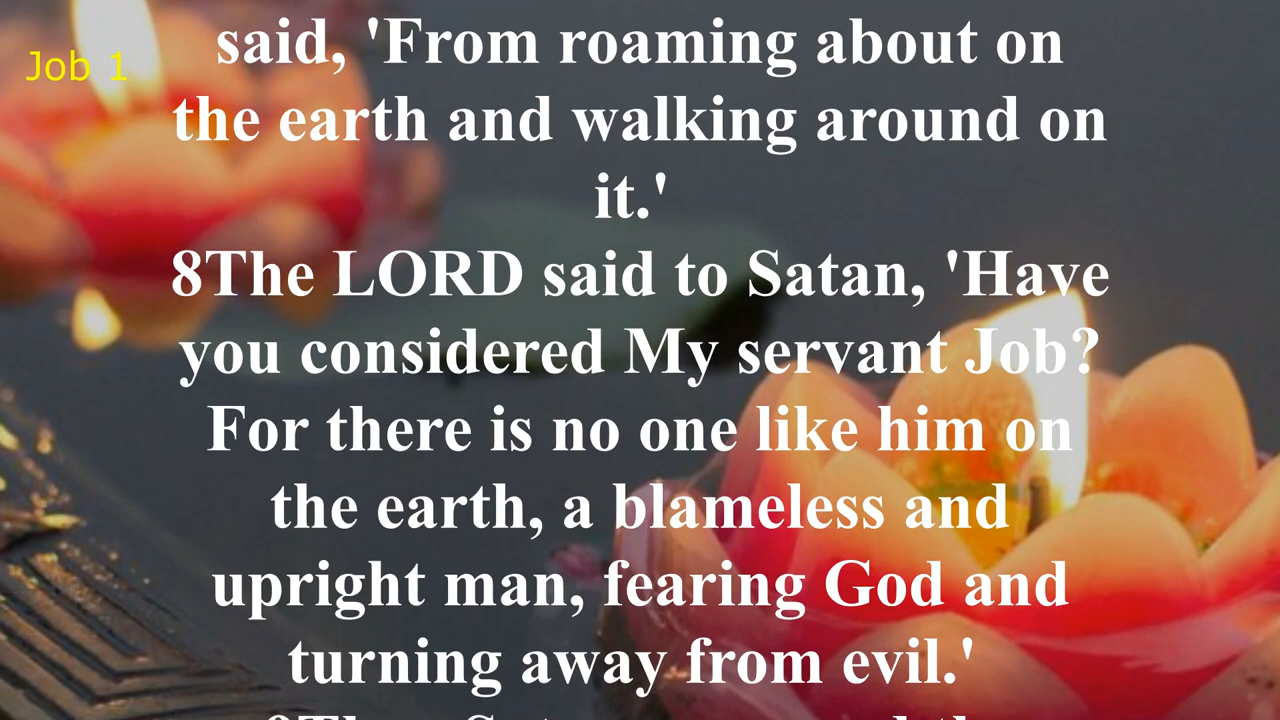 Job 1
said, 'From roaming about on
the earth and walking around on
it.'
8The LORD said to Satan, 'Have
you considered My servant Job?
For there is no one like him on
the earth, a blameless and
upright man, fearing God and
turning away from evil.'